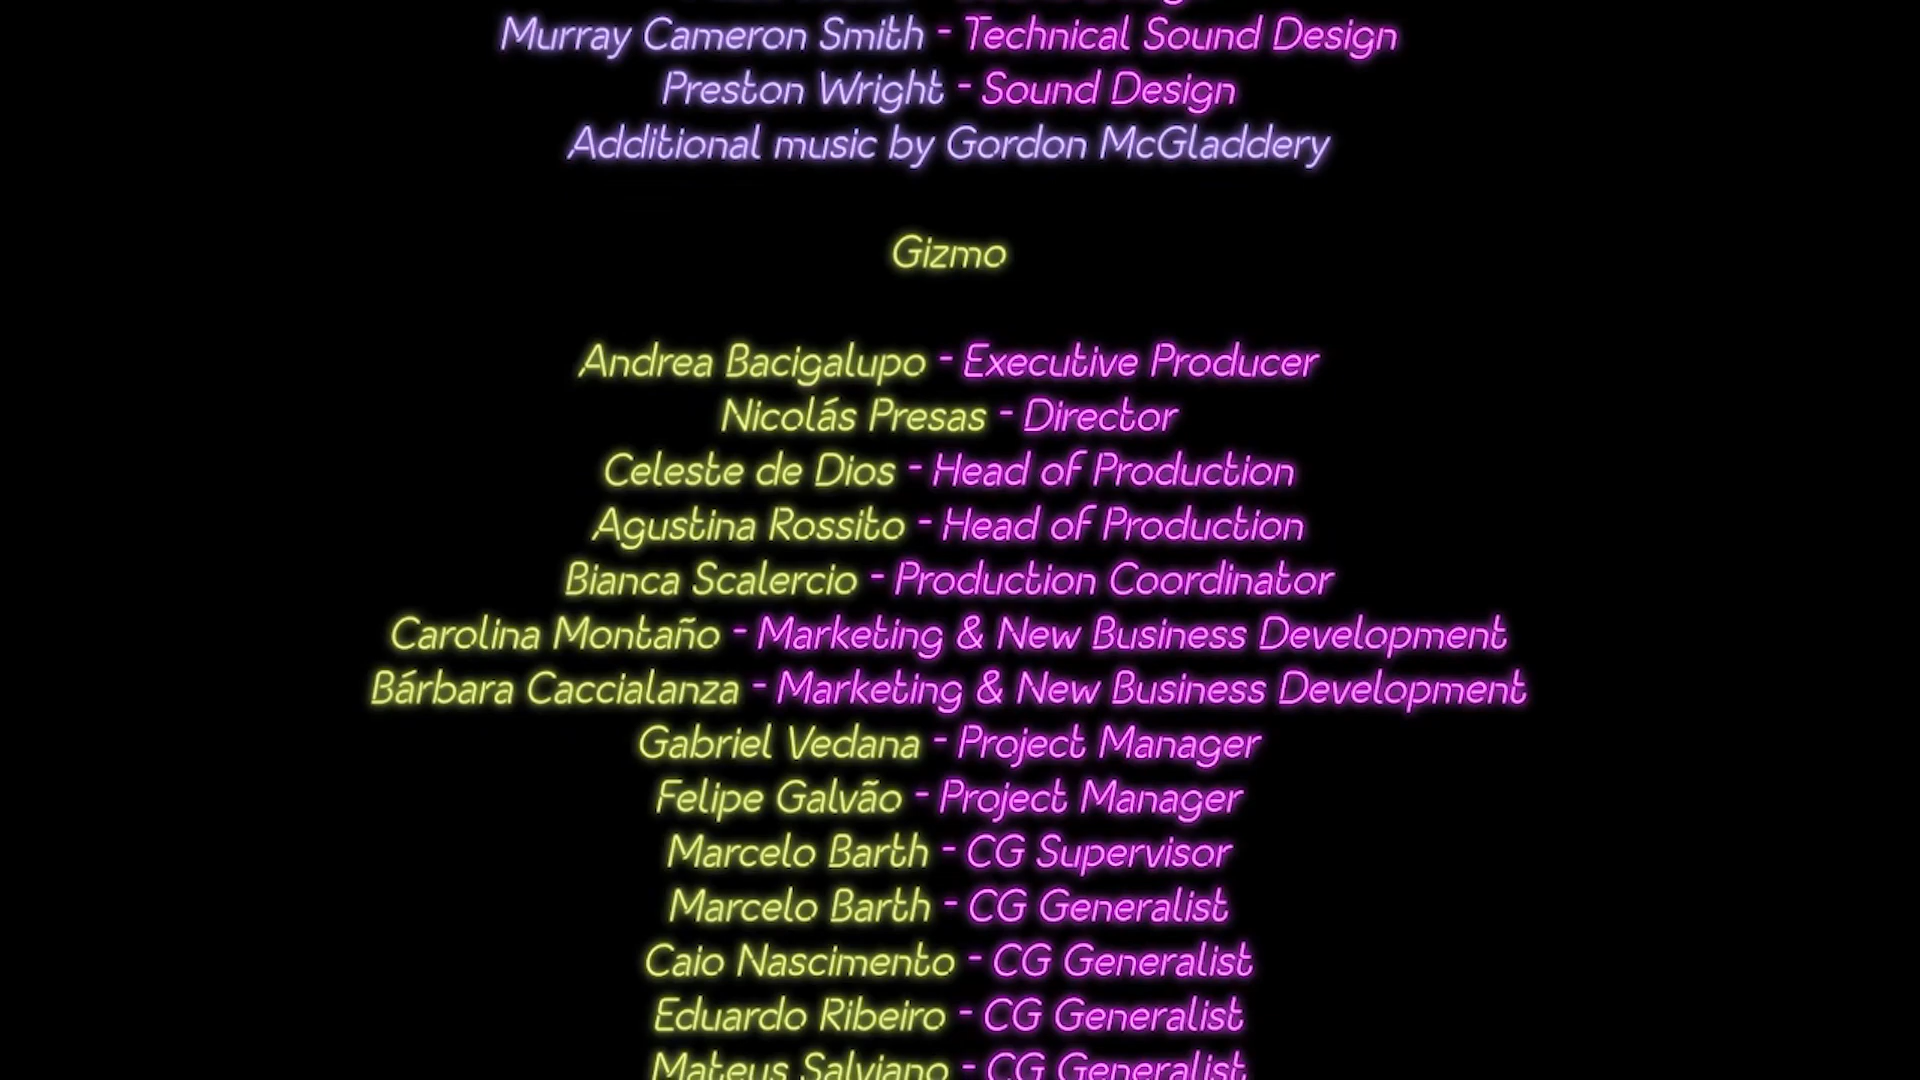 Murray Cameron Smith - Technical Sound Design
Preston Wright - Sound Design
Additional music by Gordon McGladdery
Gizmo
Andrea Bacigalupo - Executive Producer
Nicolás Presas - Director
Celeste de Dios - Head of Production
Agustina Rossito - Head of Production
Bianca Scalercio - Production Coordinator
Carolina Montaño - Marketing & New Business Development
Bárbara Caccialanza - Marketing & New Business Development
Gabriel Vedana - Project Manager
Felipe Galvão - Project Manager
Marcelo Barth - CG Supervisor
Marcelo Barth - CG Generalist
Caio Nascimento - CG Generalist
Eduardo Ribeiro - CG Generalist
Mateus Salviano - CG Generalist